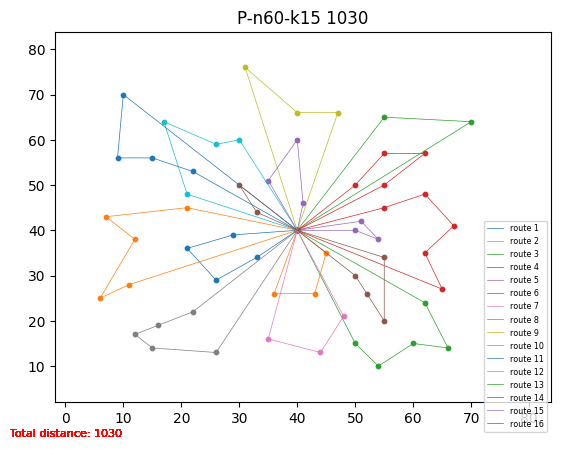 P-n60-k15 1030
80
70
60
50
40
30
20
10
0 10 20 30 40 50 60 70 80
route 1
route 2
route 3
route 4
route 5
route 6
route 7
route 8
route 9
route 10
route 11
route 12
route 13
route 14
route 15
route 16
Total distance: 1030